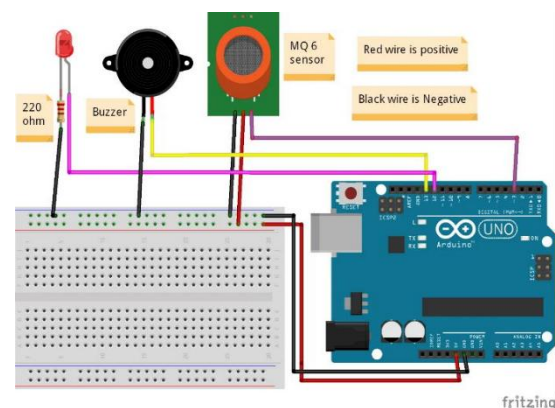 MQ 6
sensor
Red wire is positive
Black wire is Negative
220
ohm
Buzzer
RESET
ICSP2
L
TX
RX
DIGITAL (PWM~)
Arduino
UNO
ON
ICSP
POWER
ANALOG IN
fritzing